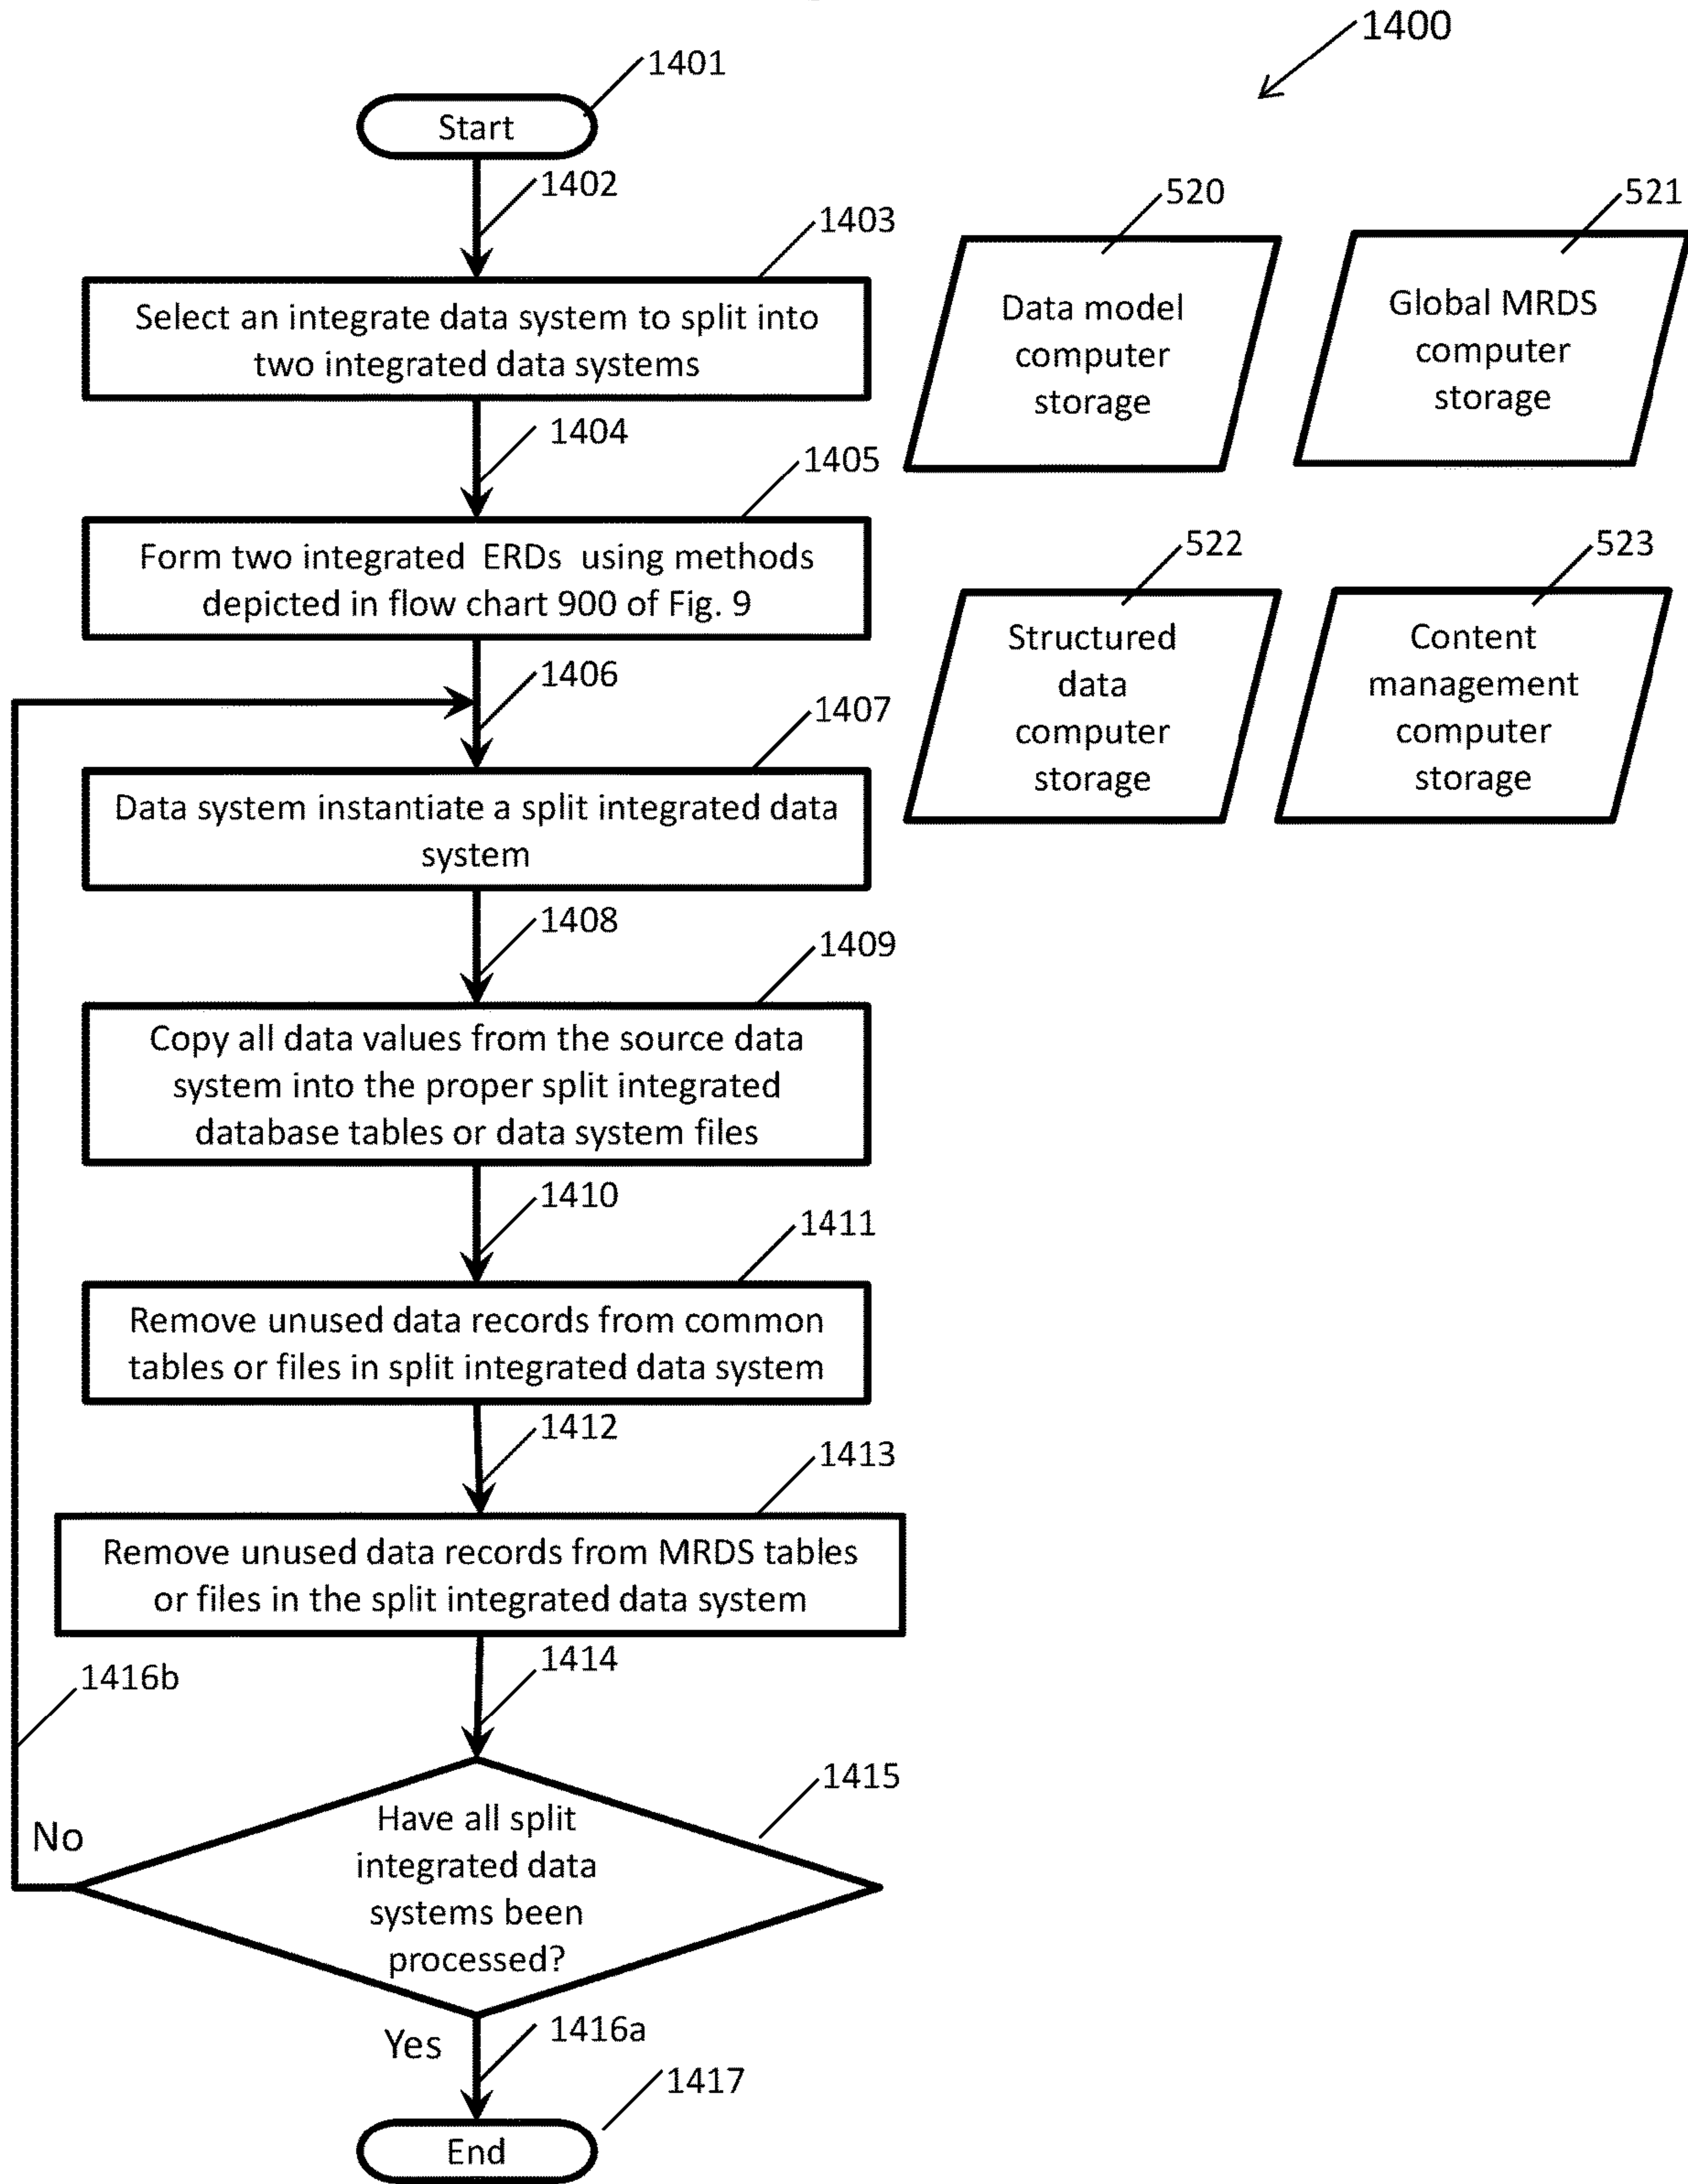 1400
1401
Start
1402
1403
Select an integrate data system to split into
two integrated data systems
1404
1405
Form two integrated ERDs using methods
depicted in flow chart 900 of Fig. 9
1406
1407
Data system instantiate a split integrated data
system
1408
1409
Copy all data values from the source data
system into the proper split integrated
database tables or data system files
1410
1411
Remove unused data records from common
tables or files in split integrated data system
1412
1413
Remove unused data records from MRDS tables
or files in the split integrated data system
1414
1416b
1415
No
Have all split
integrated data
systems been
processed?
Yes
1416a
1417
End
520
Data model
computer
storage
521
Global MRDS
computer
storage
522
Structured
data
computer
storage
523
Content
management
computer
storage